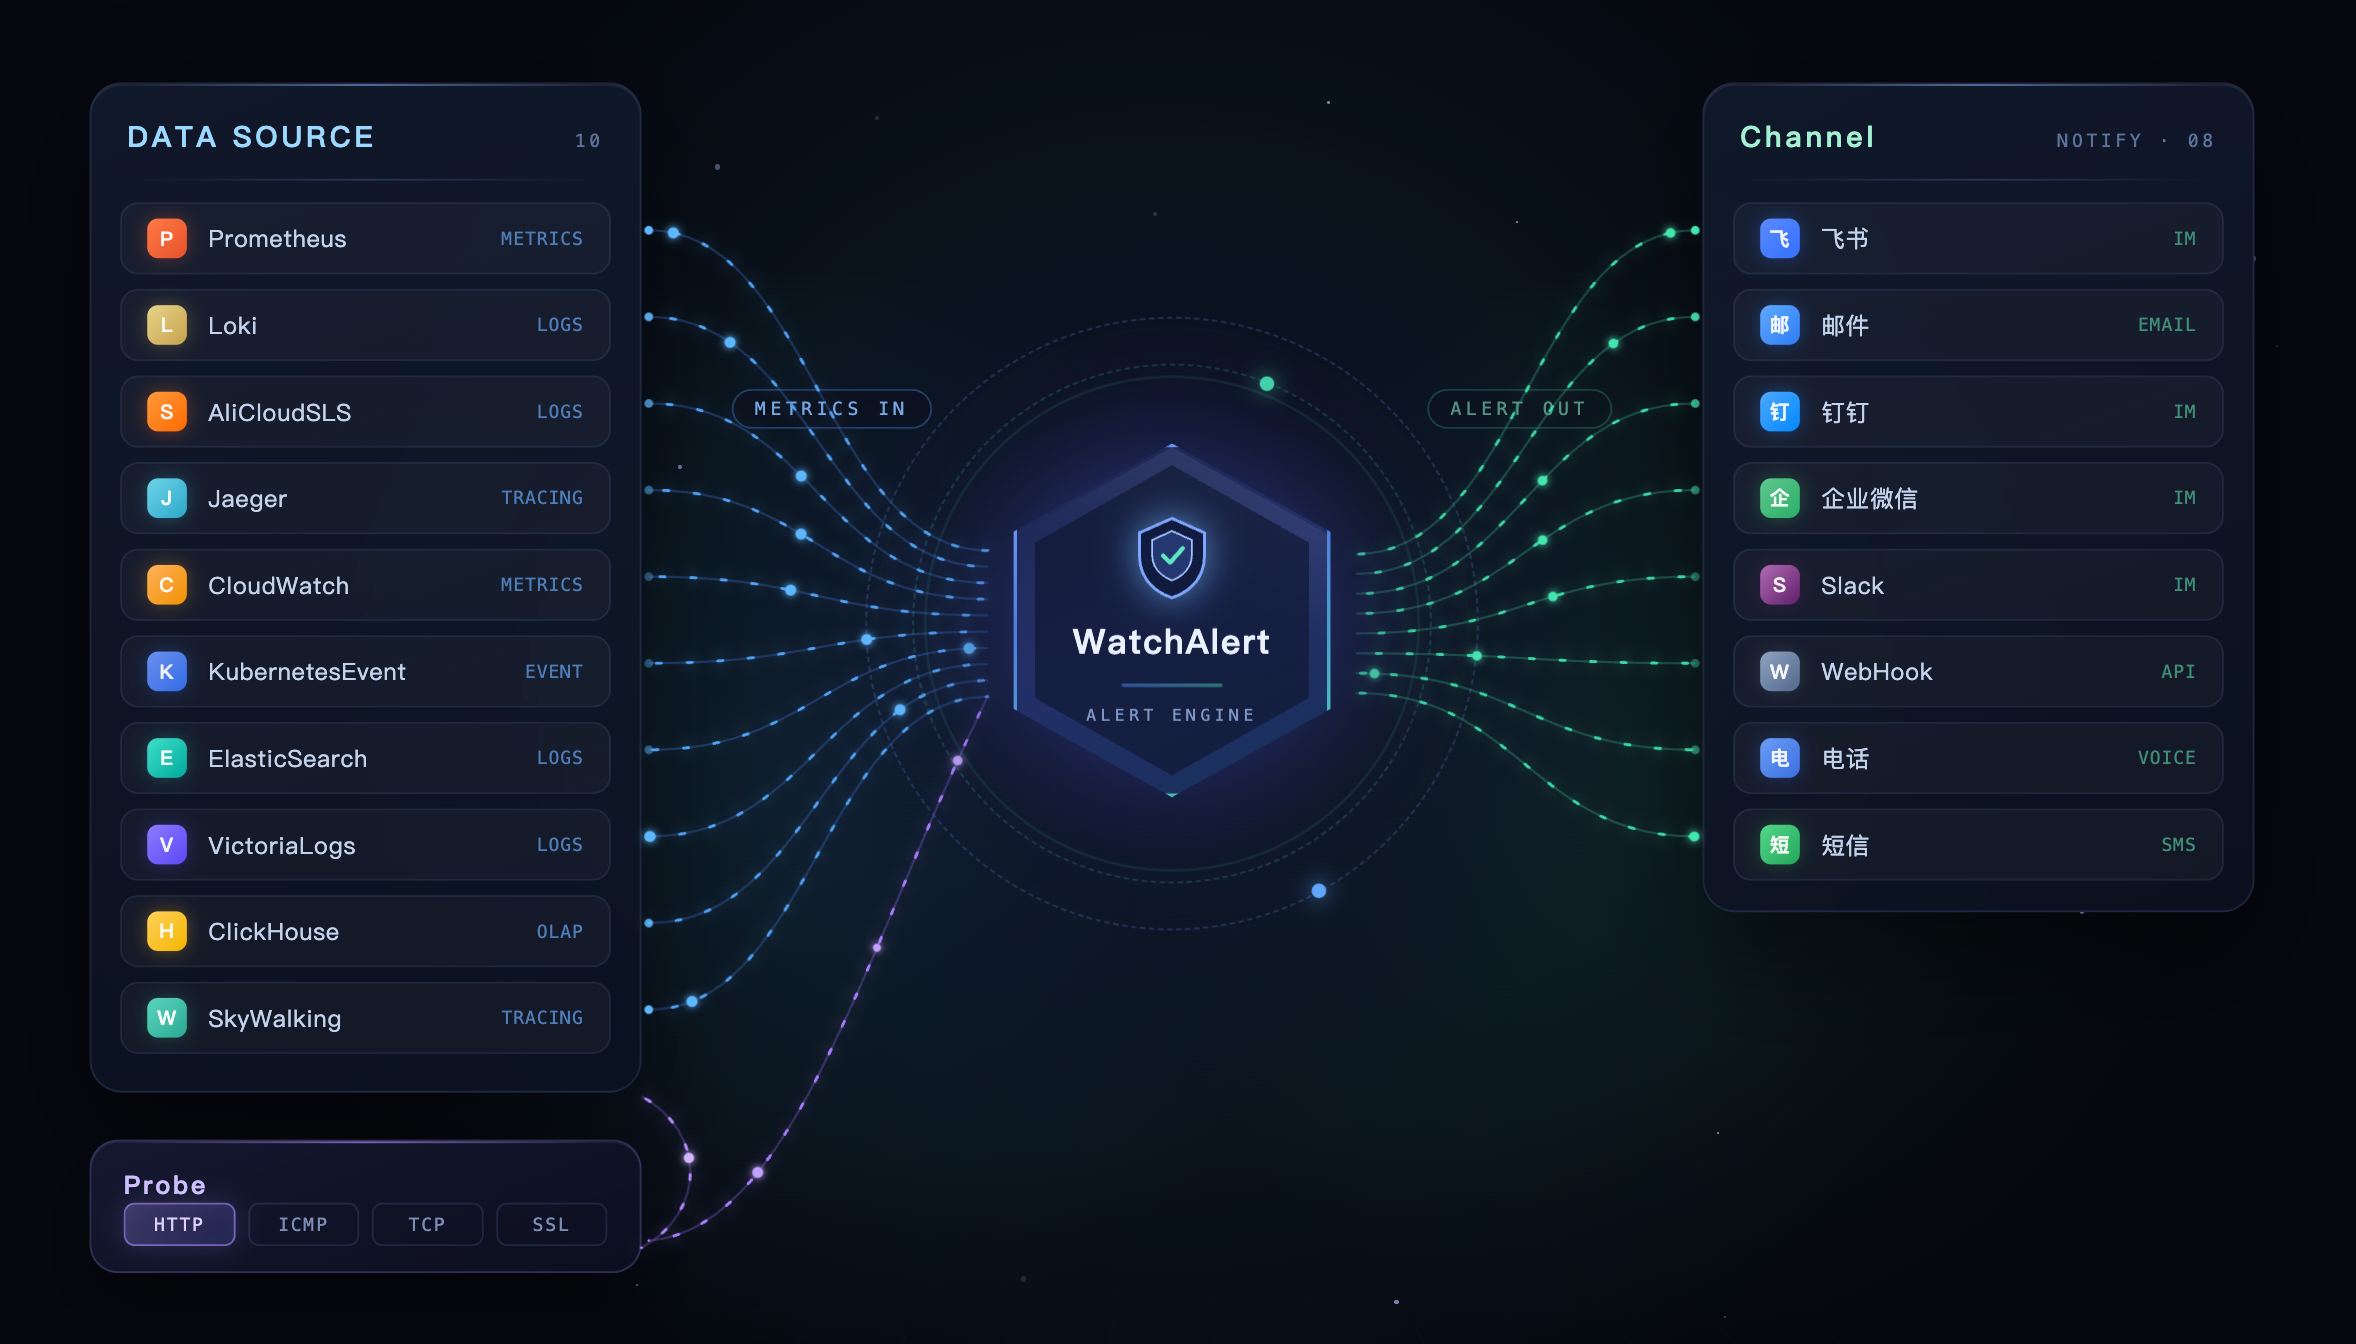 DATA SOURCE 10
P Prometheus METRICS
L Loki LOGS
S AliCloudSLS LOGS
J Jaeger TRACING
C CloudWatch METRICS
K KubernetesEvent EVENT
E ElasticSearch LOGS
V VictoriaLogs LOGS
H ClickHouse OLAP
W SkyWalking TRACING
Probe
HTTP ICMP TCP SSL
METRICS IN
WatchAlert
ALERT ENGINE
ALERT OUT
Channel NOTIFY · 08
飞 飞书 IM
邮 邮件 EMAIL
钉 钉钉 IM
企 企业微信 IM
S Slack IM
W WebHook API
电 电话 VOICE
短 短信 SMS